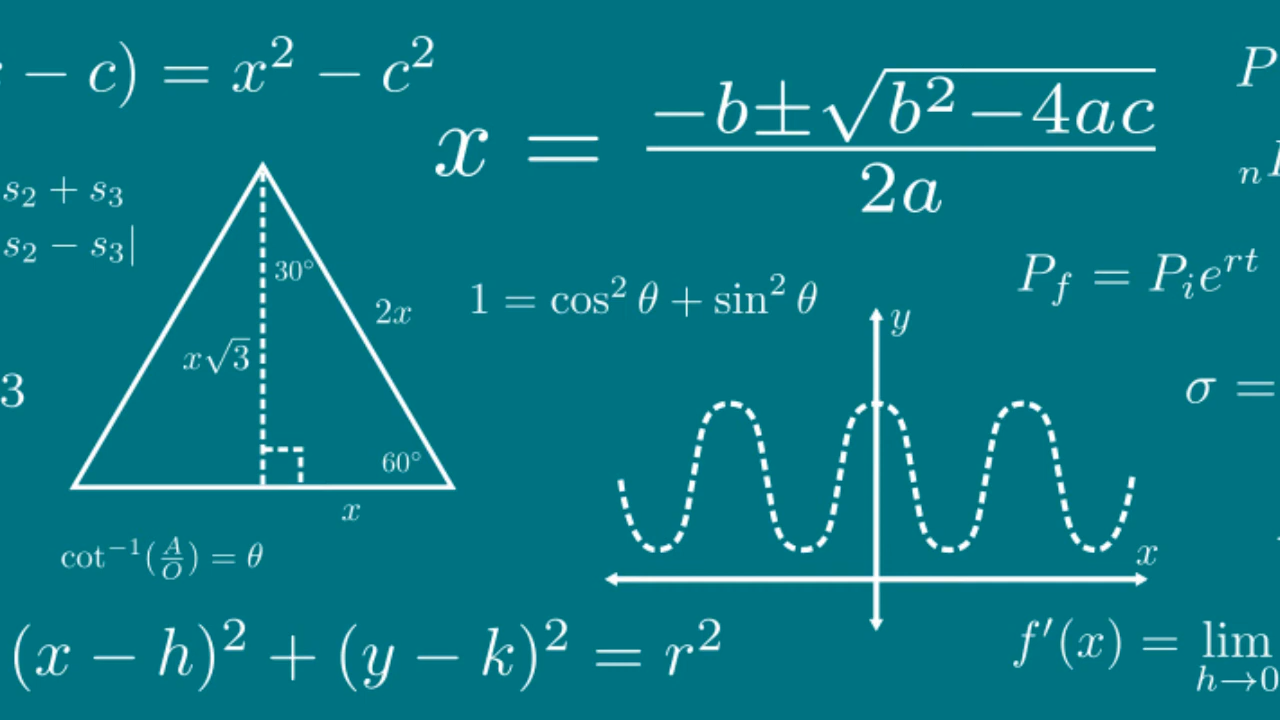 − c) = x² − c²
x = −b±√b²−4ac / 2a
P
s₂ + s₃
s₂ − s₃|
ₙ
30°
2x
x√3
60°
x
1 = cos² θ + sin² θ
P_f = P_i e^{rt}
y
3
σ =
x
cot⁻¹(A/O) = θ
(x − h)² + (y − k)² = r²
f′(x) = lim
h→0